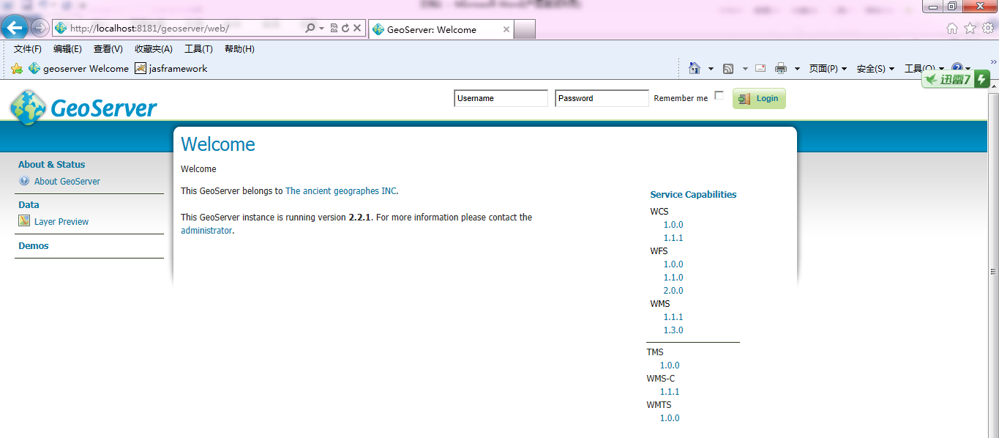 http://localhost:8181/geoserver/web/
GeoServer: Welcome
文件(F) 编辑(E) 查看(V) 收藏夹(A) 工具(T) 帮助(H)
geoserver Welcome jasframework
页面(P) 安全(S) 工具(O)
迅雷7
GeoServer
Username Password Remember me Login
Welcome
About & Status
About GeoServer
Data
Layer Preview
Demos
Welcome
This GeoServer belongs to The ancient geographes INC.
This GeoServer instance is running version 2.2.1. For more information please contact the
administrator.
Service Capabilities
WCS
1.0.0
1.1.1
WFS
1.0.0
1.1.0
2.0.0
WMS
1.1.1
1.3.0
TMS
1.0.0
WMS-C
1.1.1
WMTS
1.0.0